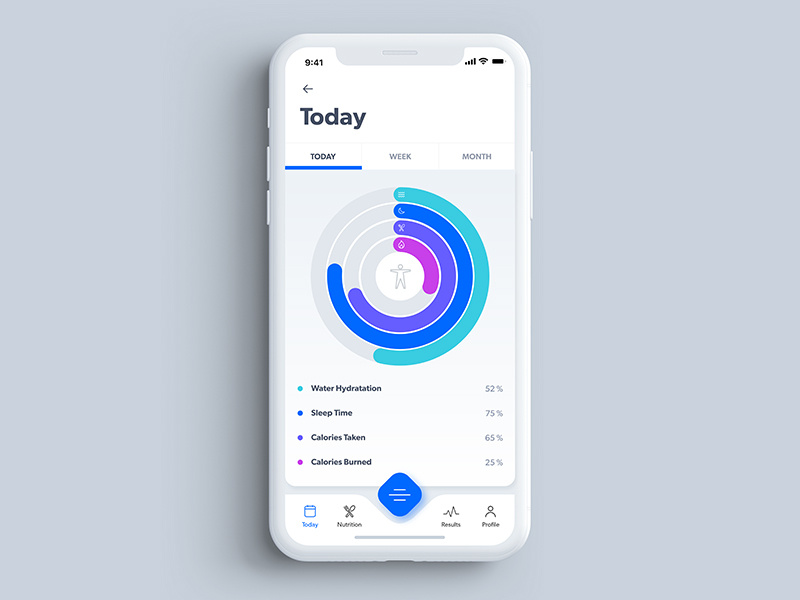 9:41
Today
TODAY WEEK MONTH
Water Hydratation 52 %
Sleep Time 75 %
Calories Taken 65 %
Calories Burned 25 %
Today Nutrition Results Profile